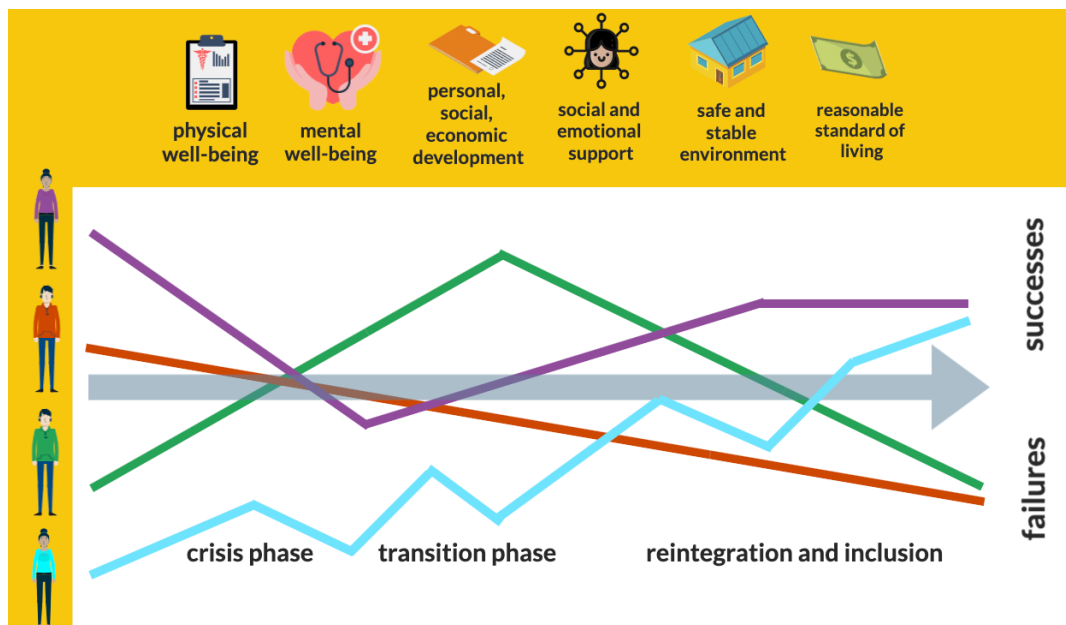 physical
well-being
mental
well-being
personal,
social,
economic
development
social and
emotional
support
safe and
stable
environment
reasonable
standard of
living
successes
failures
crisis phase
transition phase
reintegration and inclusion